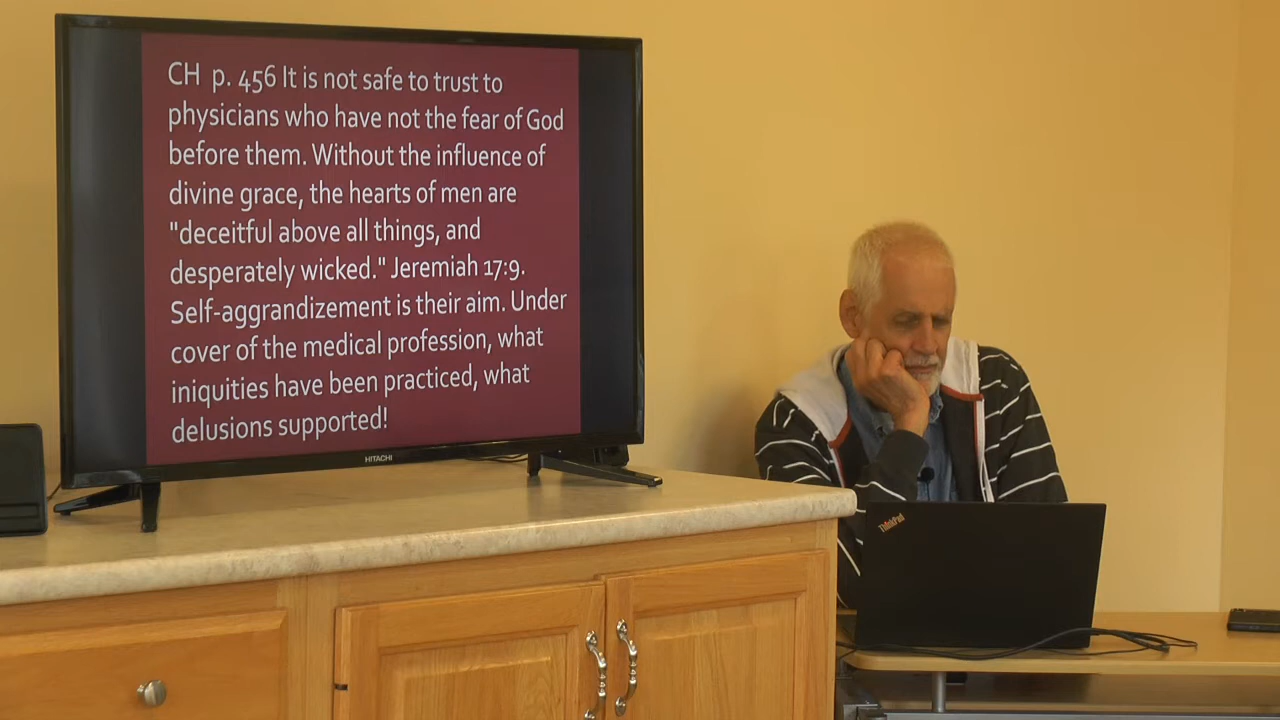 CH p. 456 It is not safe to trust to
physicians who have not the fear of God
before them. Without the influence of
divine grace, the hearts of men are
"deceitful above all things, and
desperately wicked." Jeremiah 17:9.
Self-aggrandizement is their aim. Under
cover of the medical profession, what
iniquities have been practiced, what
delusions supported!
HITACHI
ThinkPad